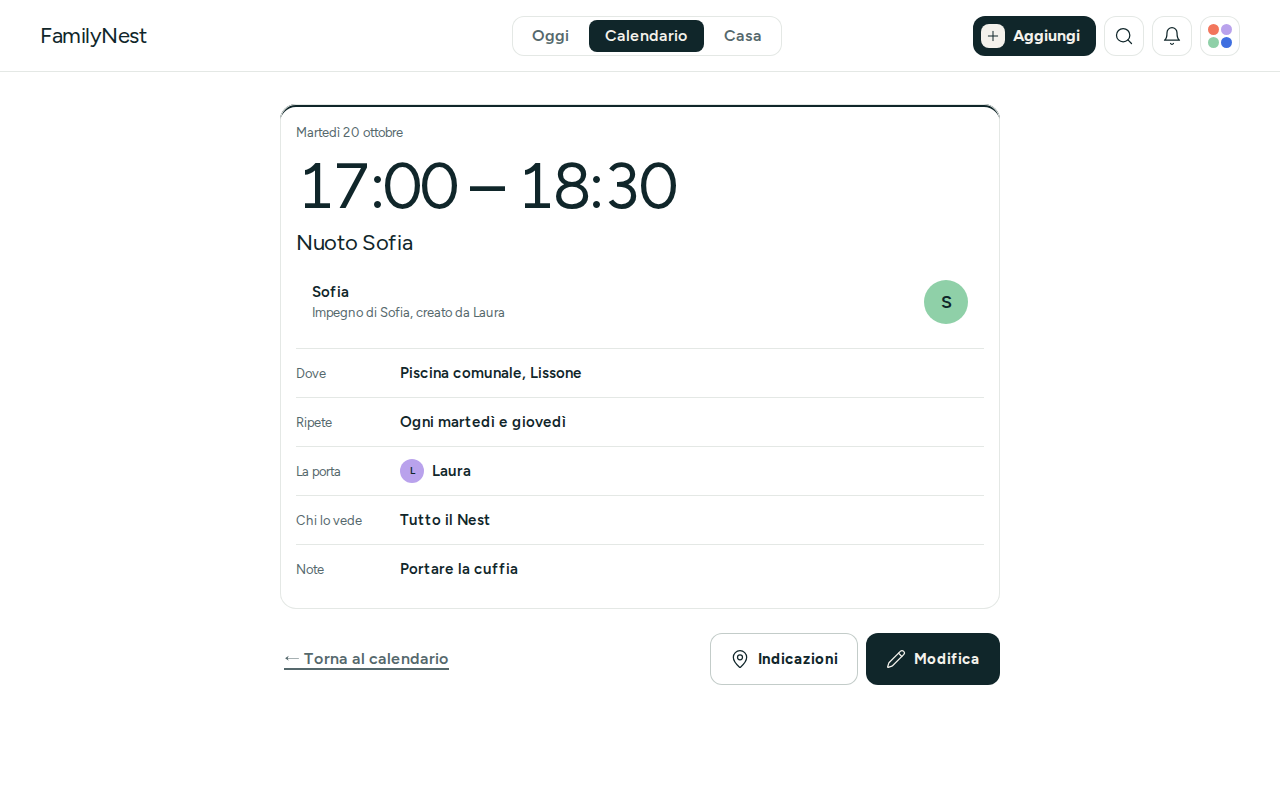 FamilyNest
Oggi
Calendario
Casa
Aggiungi
Martedì 20 ottobre
17:00 – 18:30
Nuoto Sofia
Sofia
Impegno di Sofia, creato da Laura
S
Dove
Piscina comunale, Lissone
Ripete
Ogni martedì e giovedì
La porta
L
Laura
Chi lo vede
Tutto il Nest
Note
Portare la cuffia
← Torna al calendario
Indicazioni
Modifica